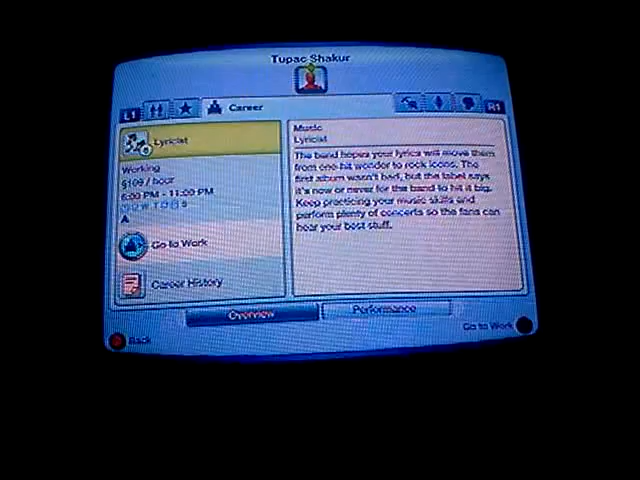 Tupac Shakur
L1 Career R1
Lyricist
Working
§109 / hour
6:00 PM - 11:00 PM
A
Go to Work
Career History
Music
Lyricist
The band hopes your lyrics will move them
from one-hit wonder to rock icons. The
first album wasn't bad, but the label says
it's now or never for the band to hit it big.
Keep practicing your music skills and
perform plenty of concerts so the fans can
hear your best stuff.
Overview Performance
Back
Go to Work